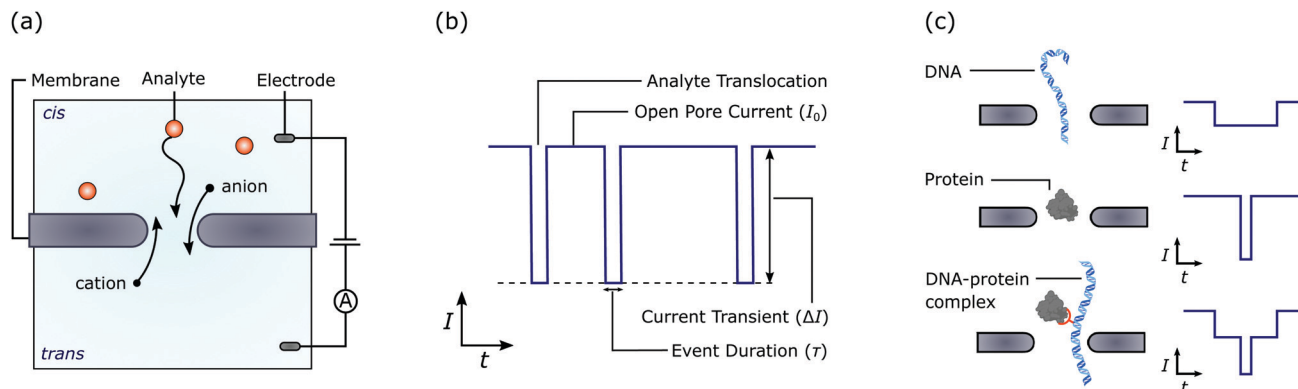 (a)
Membrane
Analyte
Electrode
cis
anion
cation
A
trans
(b)
Analyte Translocation
Open Pore Current (I₀)
Current Transient (ΔI)
Event Duration (τ)
I
t
(c)
DNA
I
t
Protein
I
t
DNA-protein
complex
I
t